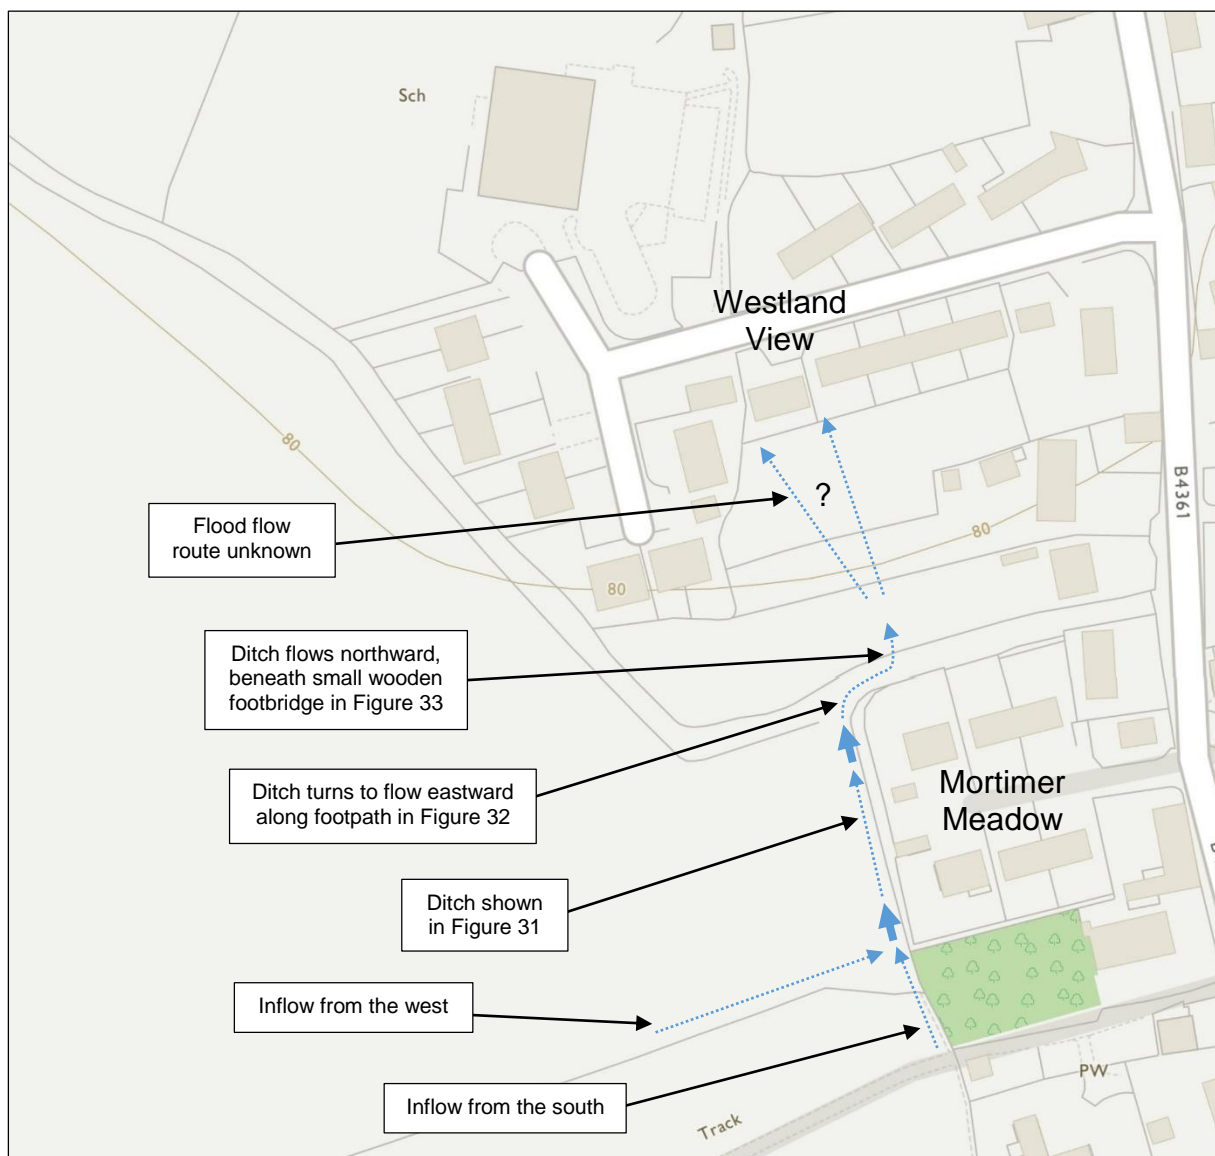 Sch
Westland
View
80
B4361
?
Flood flow
route unknown
80
80
Ditch flows northward,
beneath small wooden
footbridge in Figure 33
Ditch turns to flow eastward
along footpath in Figure 32
Mortimer
Meadow
Ditch shown
in Figure 31
Inflow from the west
Inflow from the south
PW
Track